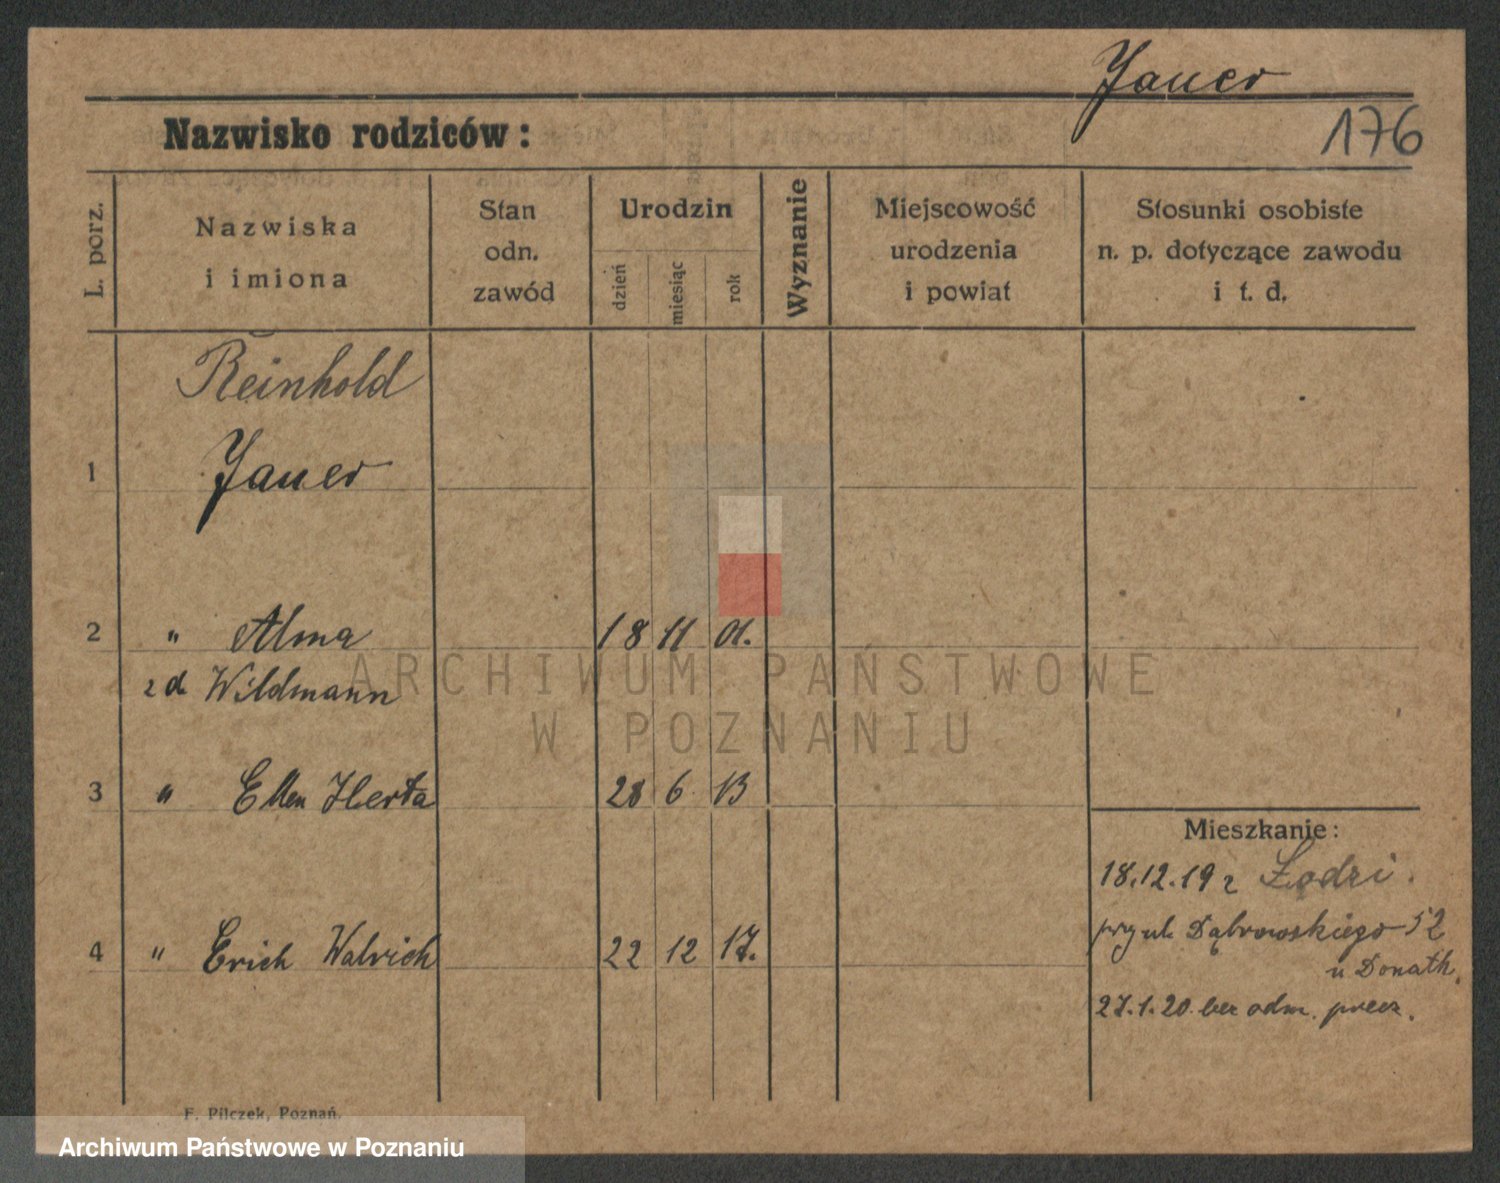 Jauer
Nazwisko rodziców:
176
L. porz.
Nazwiska
i imiona
Stan
odn.
zawód
Urodzin
dzień
miesiąc
rok
Wyznanie
Miejscowość
urodzenia
i powiat
Stosunki osobiste
n. p. dotyczące zawodu
i t. d.
Reinhold
1 Jauer
2 " Alma 18 11 01.
zd Wildmann
3 " Ellen Herta 28 6 13
Mieszkanie:
18.12.19 z Łodzi.
przy ul. Dąbrowskiego 52
4 " Erich Walrich 22 12 17.
u Donath.
27.1.20 bez odm. przez.
F. Pilczek, Poznań.
ARCHIWUM PAŃSTWOWE
W POZNANIU
Archiwum Państwowe w Poznaniu